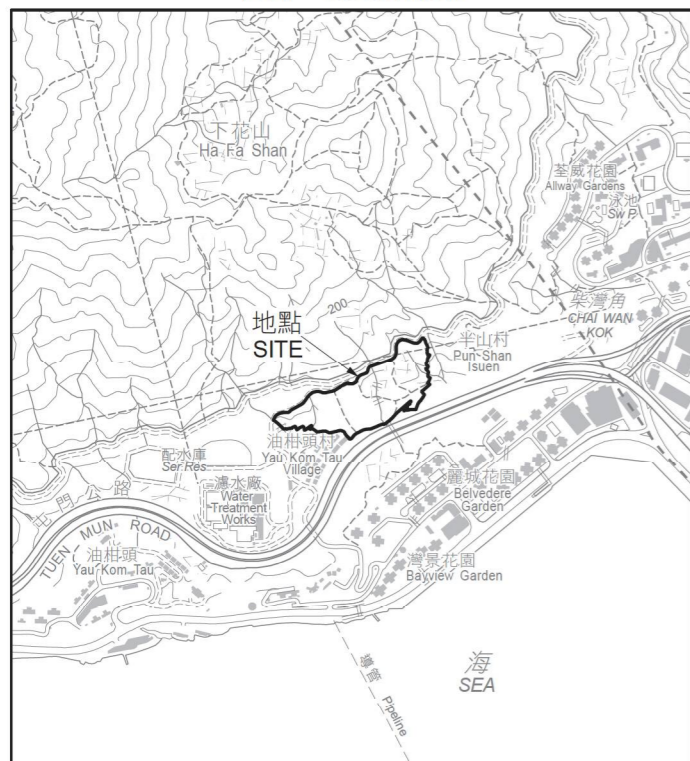 下花山
Ha Fa Shan
荃威花園
Allway Gardens
泳池
Sw P
柴灣角
CHAI WAN
KOK
200
地點
SITE
半山村
Pun Shan
Tsuen
油柑頭村
Yau Kom Tau
Village
配水庫
Ser Res
濾水廠
Water
Treatment
Works
屯門公路
TUEN MUN ROAD
油柑頭
Yau Kom Tau
麗城花園
Belvedere
Garden
灣景花園
Bayview Garden
海
SEA
導管 Pipeline